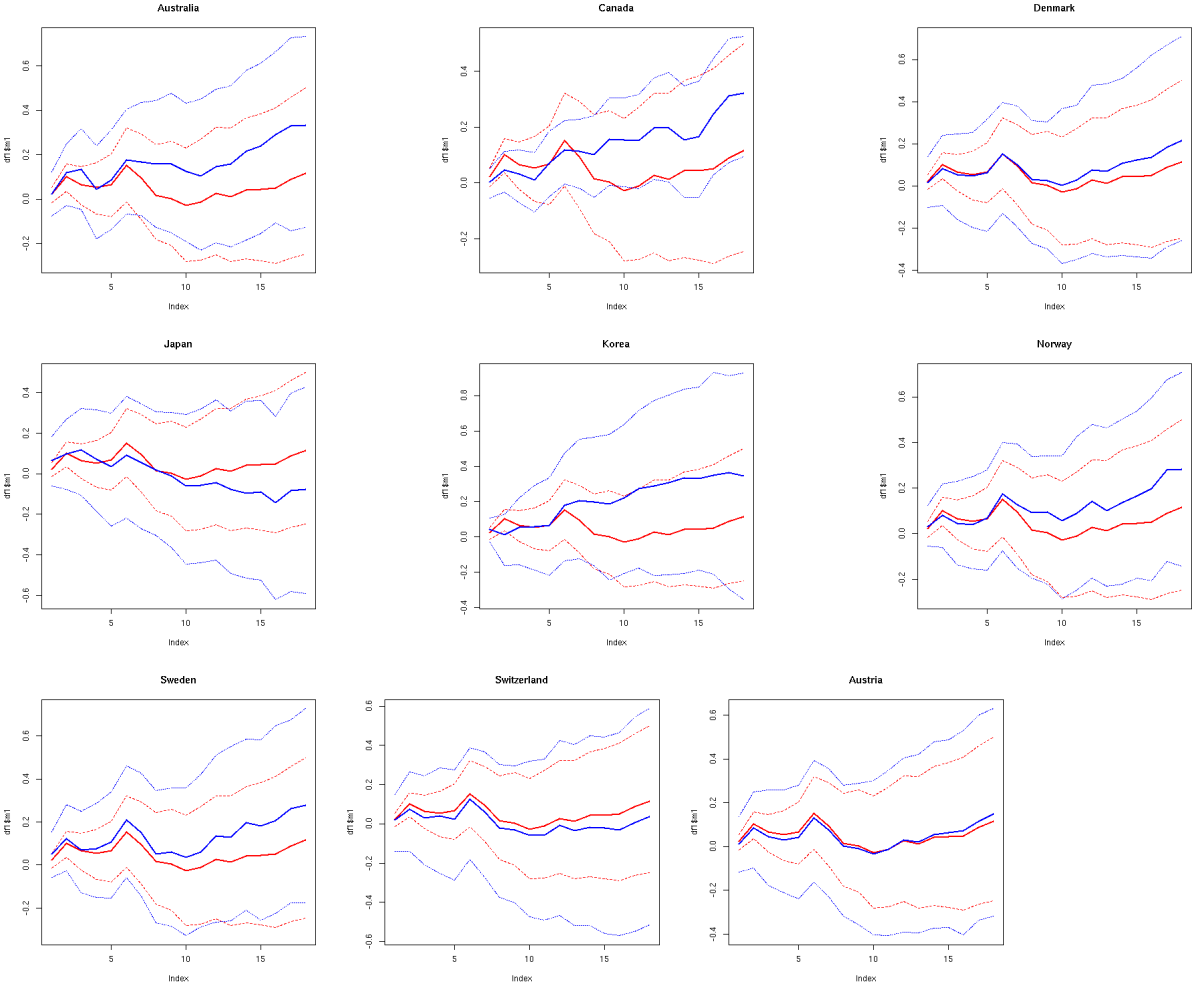 Australia
df1$m1
-0.2 0.0 0.2 0.4 0.6
5 10 15
Index
Canada
df1$m1
-0.2 0.0 0.2 0.4
5 10 15
Index
Denmark
df1$m1
-0.4 -0.2 0.0 0.2 0.4 0.6
5 10 15
Index
Japan
df1$m1
-0.6 -0.4 -0.2 0.0 0.2 0.4
5 10 15
Index
Korea
df1$m1
-0.4 -0.2 0.0 0.2 0.4 0.6 0.8
5 10 15
Index
Norway
df1$m1
-0.2 0.0 0.2 0.4 0.6
5 10 15
Index
Sweden
df1$m1
-0.2 0.0 0.2 0.4 0.6
5 10 15
Index
Switzerland
df1$m1
-0.6 -0.4 -0.2 0.0 0.2 0.4 0.6
5 10 15
Index
Austria
df1$m1
-0.4 -0.2 0.0 0.2 0.4 0.6
5 10 15
Index